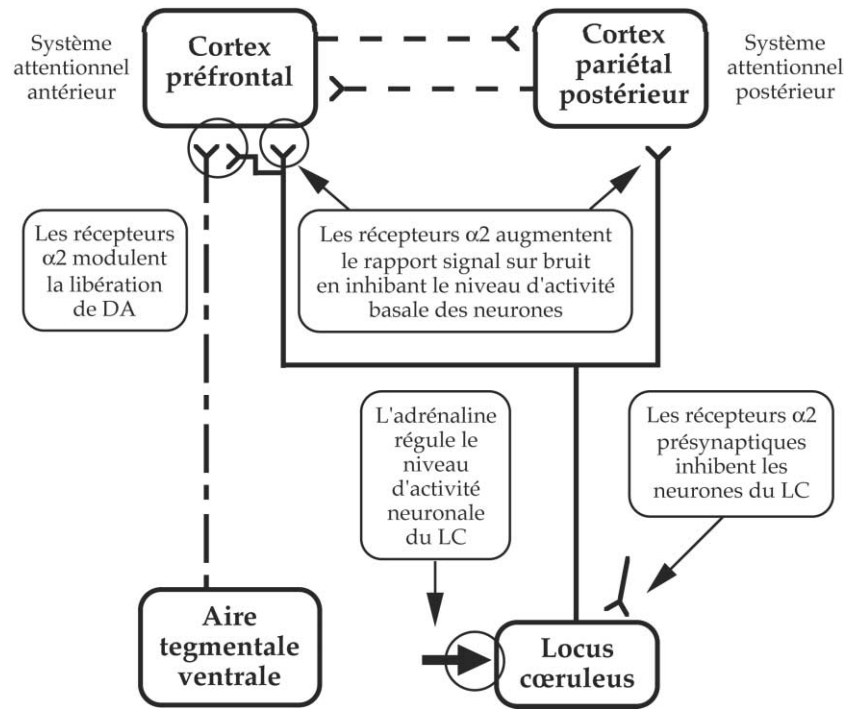 Système
attentionnel
antérieur
Cortex
préfrontal
Cortex
pariétal
postérieur
Système
attentionnel
postérieur
Les récepteurs
α2 modulent
la libération
de DA
Les récepteurs α2 augmentent
le rapport signal sur bruit
en inhibant le niveau d'activité
basale des neurones
L'adrénaline
régule le
niveau
d'activité
neuronale
du LC
Les récepteurs α2
présynaptiques
inhibent les
neurones du LC
Aire
tegmentale
ventrale
Locus
cœruleus